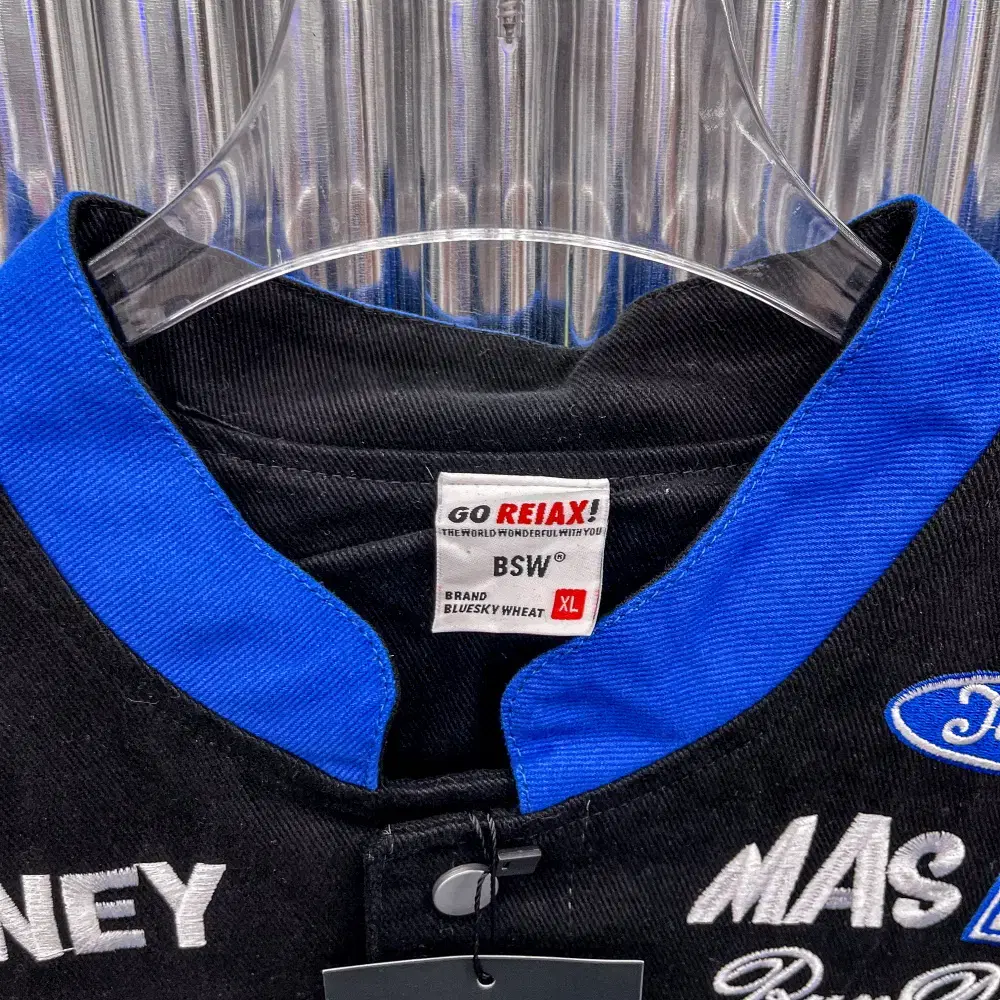 GO REIAX!
THE WORLD WONDERFUL WITH YOU
BSW®
BRAND
BLUESKY WHEAT XL
NEY
MAS